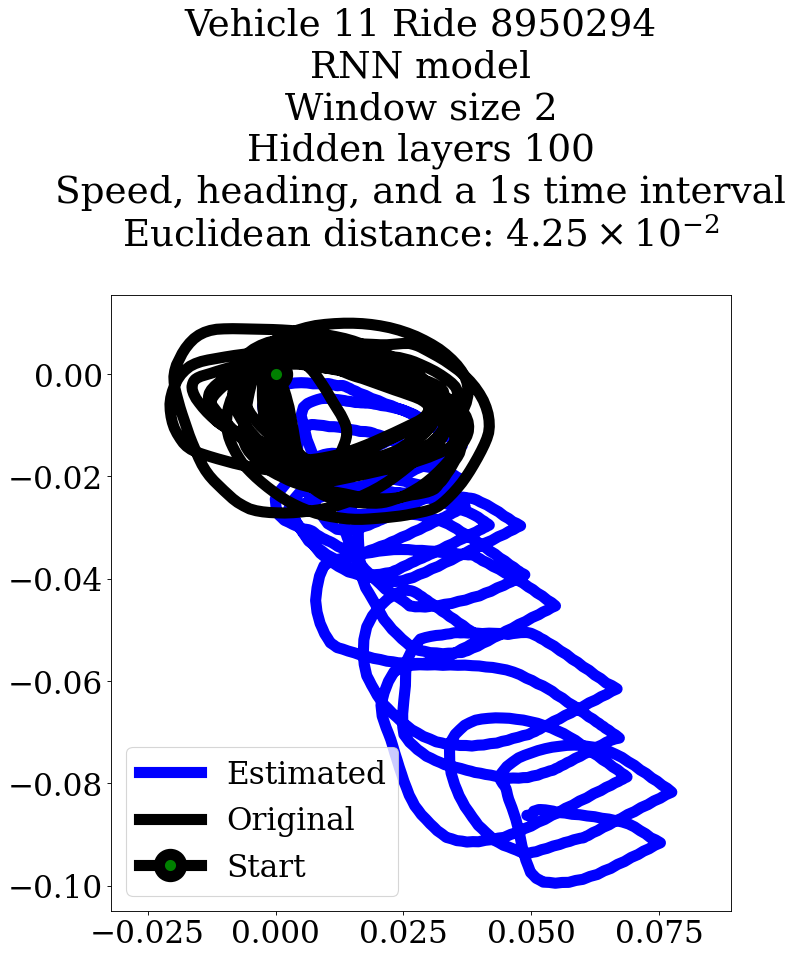 Vehicle 11 Ride 8950294
RNN model
Window size 2
Hidden layers 100
Speed, heading, and a 1s time interval
Euclidean distance: 4.25 × 10⁻²
0.00
−0.02
−0.04
−0.06
−0.08
−0.10
Estimated
Original
Start
−0.025 0.000 0.025 0.050 0.075